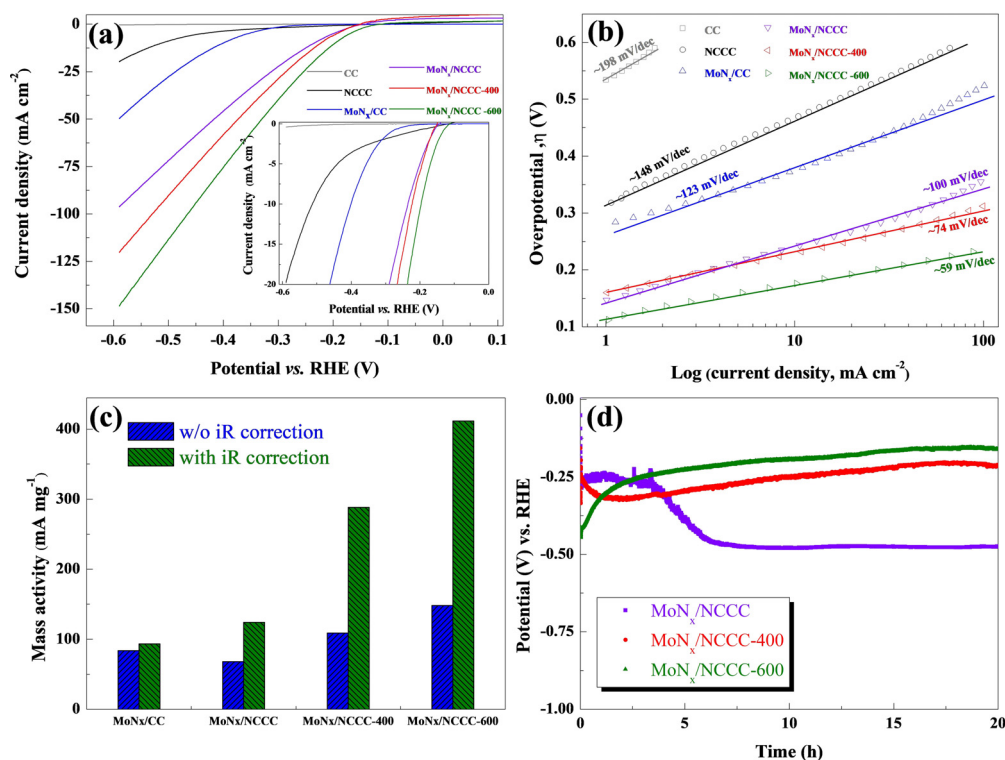 (a)
0
-25
-50
-75
-100
-125
-150
Current density (mA cm-2)
-0.6 -0.5 -0.4 -0.3 -0.2 -0.1 0.0 0.1
Potential vs. RHE (V)
CC
NCCC
MoNx/CC
MoNx/NCCC
MoNx/NCCC-400
MoNx/NCCC -600
0
-5
-10
-15
-20
Current density (mA cm-2)
-0.6 -0.4 -0.2 0.0
Potential vs. RHE (V)
(b)
0.6
0.5
0.4
0.3
0.2
0.1
Overpotential ,η (V)
1 10 100
Log (current density, mA cm-2)
CC
NCCC
MoNx/CC
MoNx/NCCC
MoNx/NCCC-400
MoNx/NCCC -600
~198 mV/dec
~148 mV/dec
~123 mV/dec
~100 mV/dec
~74 mV/dec
~59 mV/dec
(c)
w/o iR correction
with iR correction
400
300
200
100
0
Mass activity (mA mg-1)
MoNx/CC MoNx/NCCC MoNx/NCCC-400 MoNx/NCCC-600
(d)
0.00
-0.25
-0.50
-0.75
-1.00
Potential (V) vs. RHE
MoNx/NCCC
MoNx/NCCC-400
MoNx/NCCC-600
0 5 10 15 20
Time (h)